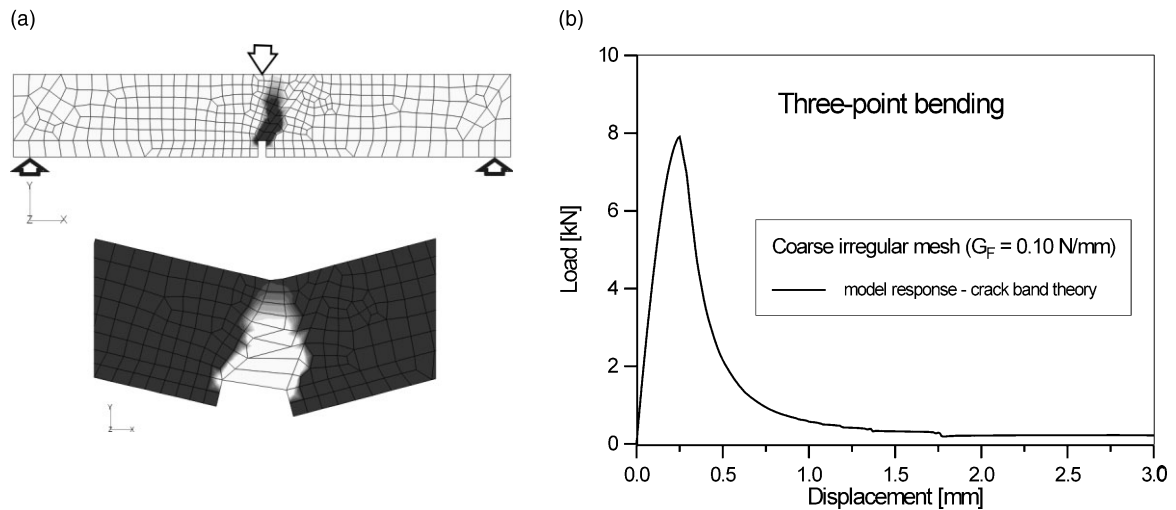 (a)
Y
Z X
Y
Z X
(b)
10
8
6
4
2
0
Load [kN]
Three-point bending
Coarse irregular mesh (GF = 0.10 N/mm)
model response - crack band theory
0.0 0.5 1.0 1.5 2.0 2.5 3.0
Displacement [mm]